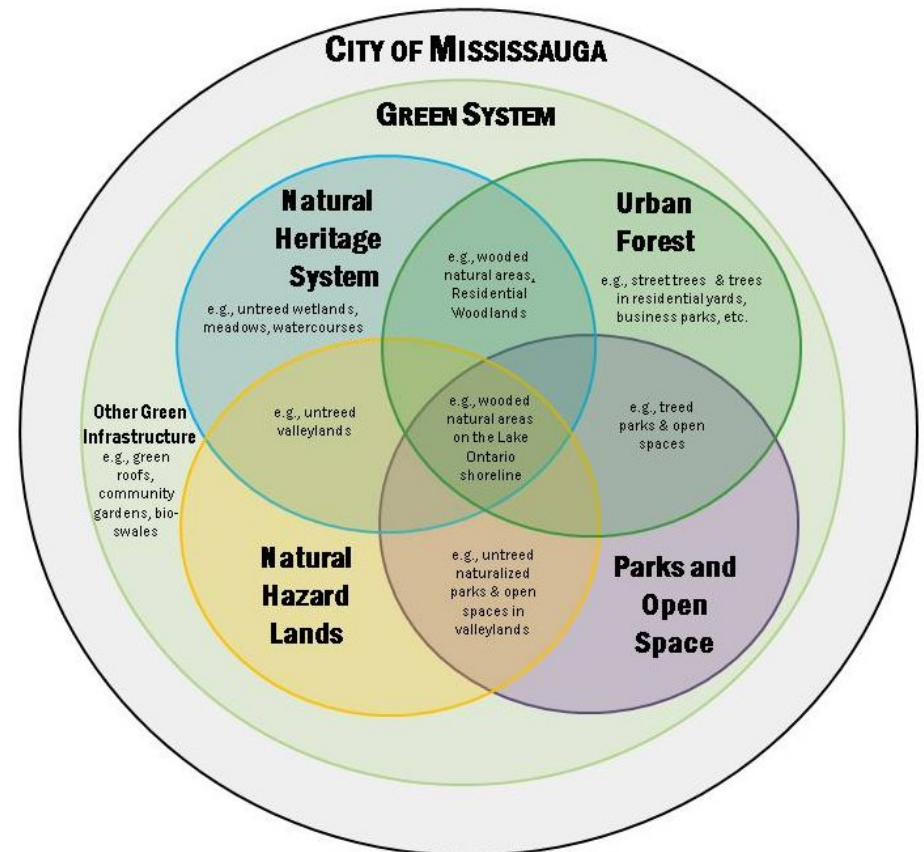 CITY OF MISSISSAUGA
GREEN SYSTEM
Natural
Heritage
System
e.g., untreed wetlands,
meadows, watercourses
e.g., wooded
natural areas,
Residential
Woodlands
Urban
Forest
e.g., street trees & trees
in residential yards,
business parks, etc.
Other Green
Infrastructure
e.g., green
roofs,
community
gardens, bio-
swales
e.g., untreed
valleylands
e.g., wooded
natural areas
on the Lake
Ontario
shoreline
e.g., treed
parks & open
spaces
Natural
Hazard
Lands
e.g., untreed
naturalized
parks & open
spaces in
valleylands
Parks and
Open
Space